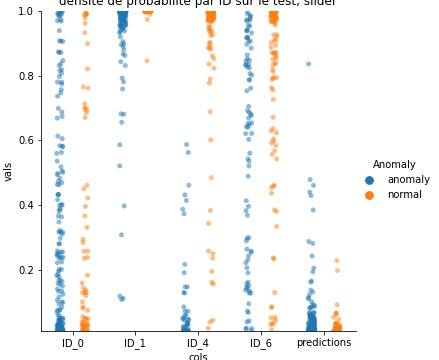 densité de probabilité par ID sur le test, slider
1.0
0.8
0.6
0.4
0.2
vals
ID_0 ID_1 ID_4 ID_6 predictions
cols
Anomaly
anomaly
normal